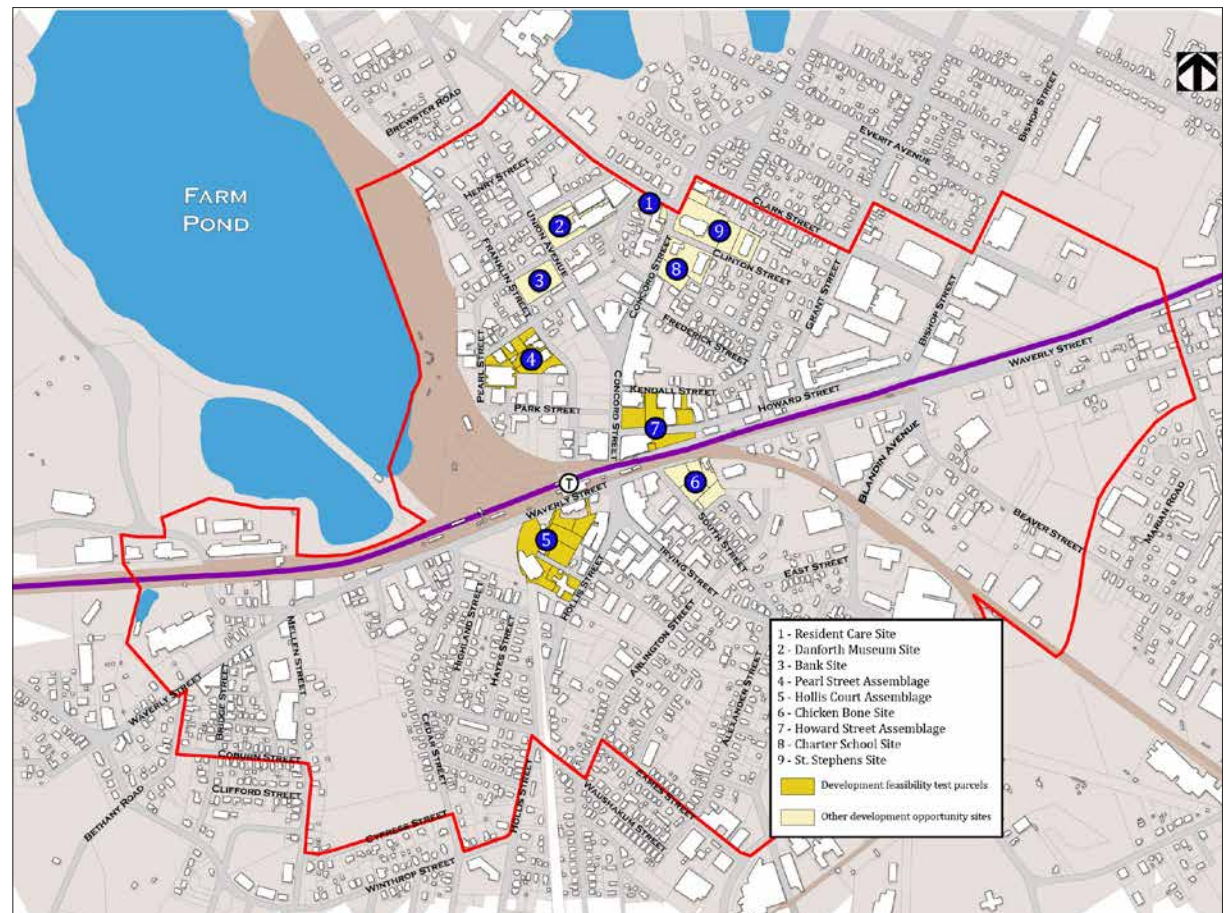 BISHOP STREET
BREWSTER ROAD
EVERIT AVENUE
HENRY STREET
FARM
POND
CLARK STREET
1
2
9
UNION AVENUE
FRANKLIN STREET
CLINTON STREET
CONCORD STREET
8
3
GRANT STREET
BISHOP STREET
FREDERICK STREET
PEARL STREET
4
WAVERLY STREET
CONCORD STREET
KENDALL STREET
HOWARD STREET
PARK STREET
7
BLANDIN AVENUE
T
6
WAVERLY STREET
MARIAN ROAD
BEAVER STREET
SOUTH STREET
5
IRVING STREET
EAST STREET
HOLLIS STREET
ARLINGTON STREET
HIGHLAND STREET
HAYES STREET
MELLEN STREET
ALEXANDER STREET
WAVERLY STREET
BRIDGE STREET
CEDAR STREET
COBURN STREET
CLIFFORD STREET
BETHANY ROAD
HOLLIS STREET
WAUSHAKUM STREET
CYPRESS STREET
WINTHROP STREET
1 - Resident Care Site
2 - Danforth Museum Site
3 - Bank Site
4 - Pearl Street Assemblage
5 - Hollis Court Assemblage
6 - Chicken Bone Site
7 - Howard Street Assemblage
8 - Charter School Site
9 - St. Stephens Site
Development feasibility test parcels
Other development opportunity sites